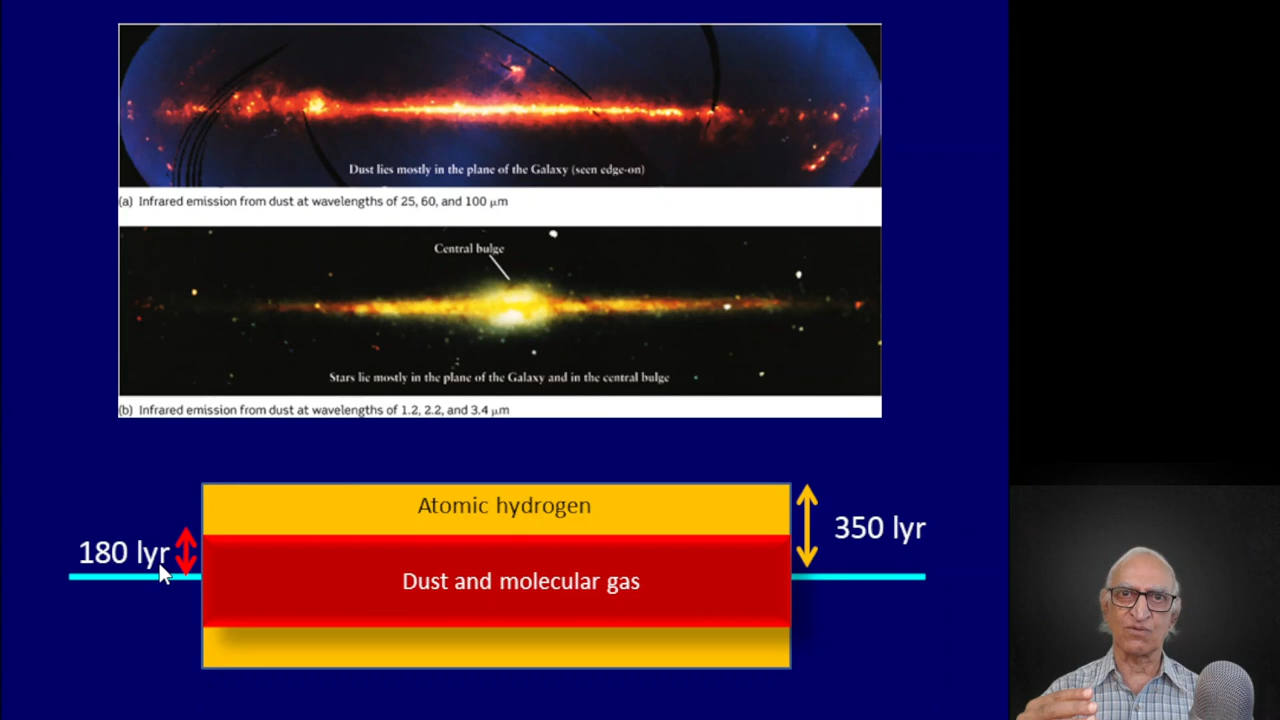 Dust lies mostly in the plane of the Galaxy (seen edge-on)
(a) Infrared emission from dust at wavelengths of 25, 60, and 100 μm
Central bulge
Stars lie mostly in the plane of the Galaxy and in the central bulge
(b) Infrared emission from dust at wavelengths of 1.2, 2.2, and 3.4 μm
Atomic hydrogen
350 lyr
180 lyr
Dust and molecular gas